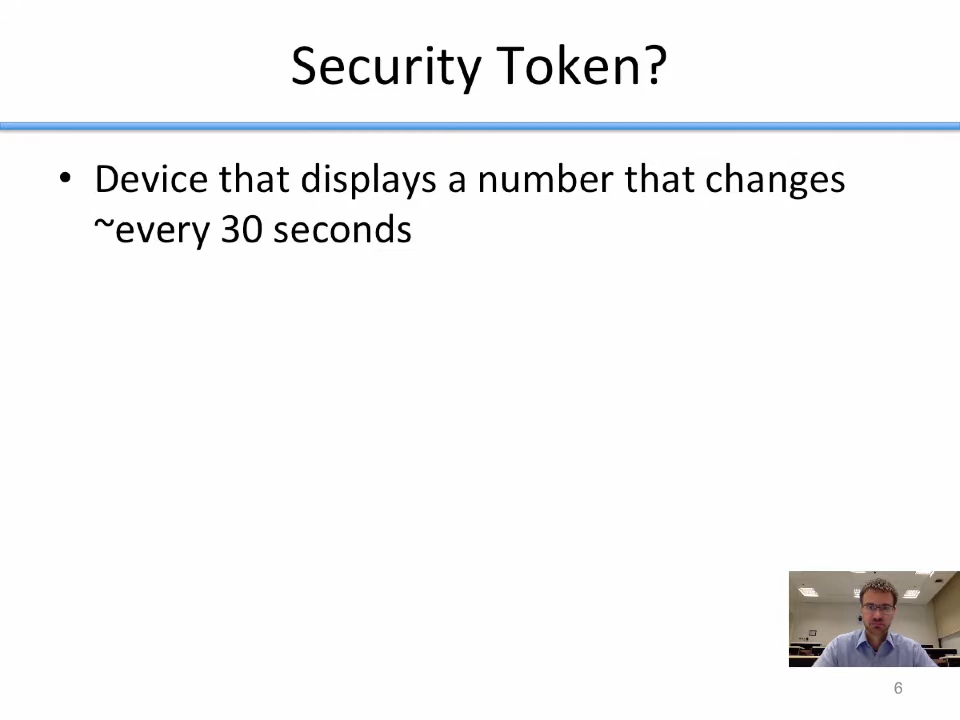 Security Token?
• Device that displays a number that changes
~every 30 seconds
6